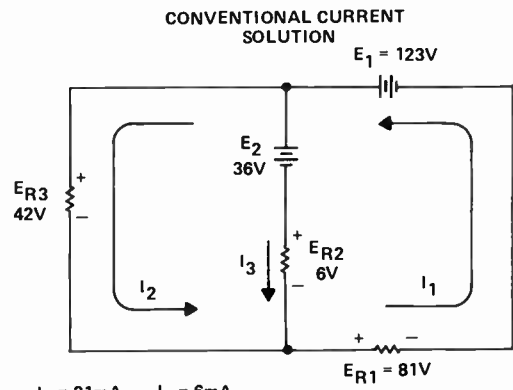 CONVENTIONAL CURRENT
SOLUTION
E1 = 123V
E2
36V
+
ER3
42V
–
+
ER2
6V
–
I3
I2
I1
+ –
ER1 = 81V